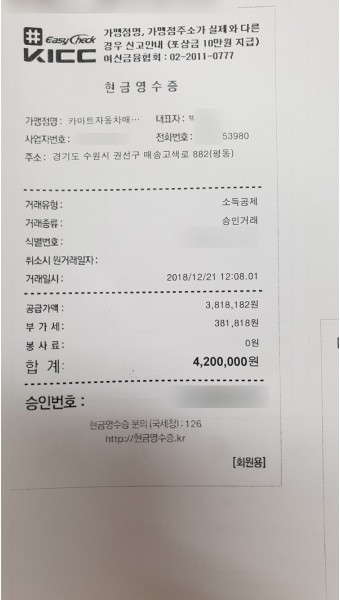 EasyCheck
KICC
가맹점명, 가맹점주소가 실제와 다른
경우 신고안내 (포상금 10만원 지급)
여신금융협회 : 02-2011-0777
현금영수증
가맹점명: 카마트자동차매… 대표자:
사업자번호: 전화번호: 53980
주소: 경기도 수원시 권선구 매송고색로 882(평동)
거래유형: 소득공제
거래종류: 승인거래
식별번호:
취소시 원거래일자:
거래일시: 2018/12/21 12:08.01
공급가액: 3,818,182원
부가세: 381,818원
봉사료: 0원
합 계: 4,200,000원
승인번호 :
현금영수증 문의 (국세청) : 126
http://현금영수증.kr
[회원용]